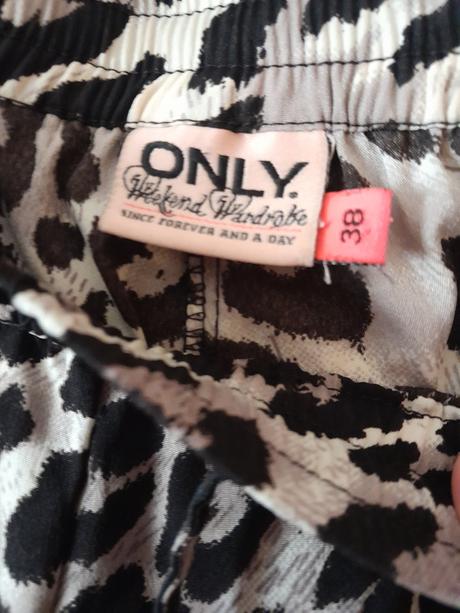 ONLY.
Weekend Wardrobe
SINCE FOREVER AND A DAY
38